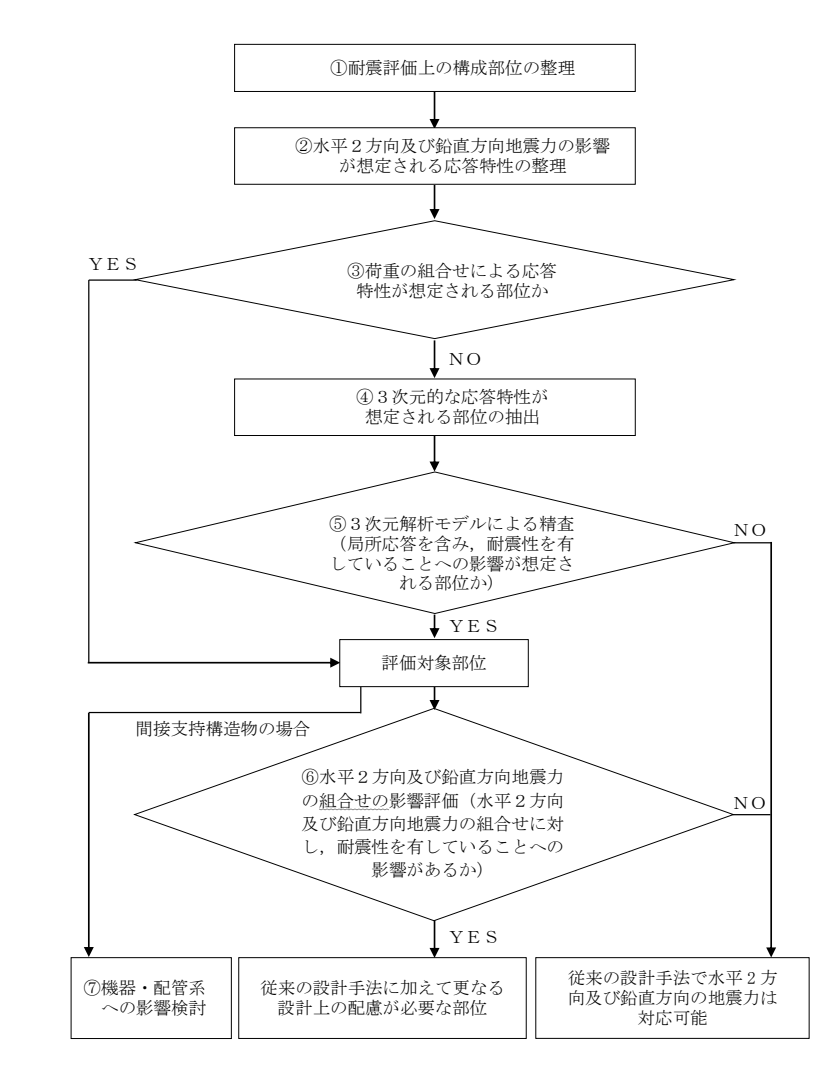 ①耐震評価上の構成部位の整理
②水平２方向及び鉛直方向地震力の影響
が想定される応答特性の整理
ＹＥＳ
③荷重の組合せによる応答
特性が想定される部位か
ＮＯ
④３次元的な応答特性が
想定される部位の抽出
⑤３次元解析モデルによる精査
（局所応答を含み，耐震性を有
していることへの影響が想定さ
れる部位か）
ＮＯ
ＹＥＳ
評価対象部位
間接支持構造物の場合
⑥水平２方向及び鉛直方向地震力
の組合せの影響評価（水平２方向
及び鉛直方向地震力の組合せに対
し，耐震性を有していることへの
影響があるか）
ＮＯ
ＹＥＳ
⑦機器・配管系
への影響検討
従来の設計手法に加えて更なる
設計上の配慮が必要な部位
従来の設計手法で水平２方
向及び鉛直方向の地震力は
対応可能